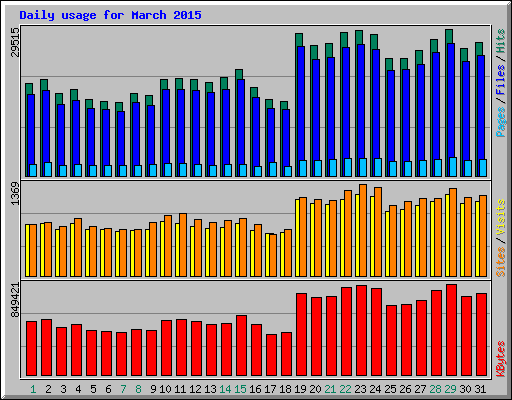 Daily usage for March 2015
29515
Pages / Files / Hits
1369
Sites / Visits
849421
KBytes
1 2 3 4 5 6 7 8 9 10 11 12 13 14 15 16 17 18 19 20 21 22 23 24 25 26 27 28 29 30 31